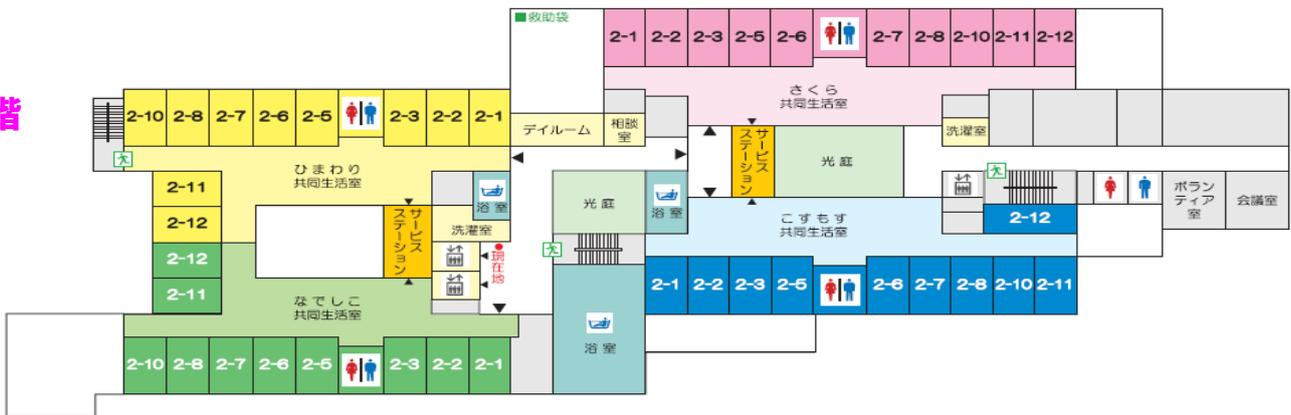 ■救助袋
2-1 2-2 2-3 2-5 2-6 2-7 2-8 2-10 2-11 2-12
さくら
共同生活室
階
2-10 2-8 2-7 2-6 2-5 2-3 2-2 2-1
デイルーム
相談室
サービスステーション
光庭
洗濯室
ひまわり
共同生活室
2-11
2-12
浴室
光庭
浴室
こすもす
共同生活室
2-12
ボランティア室
会議室
サービスステーション
洗濯室
●現在地
2-12
2-11
なでしこ
共同生活室
2-1 2-2 2-3 2-5 2-6 2-7 2-8 2-10 2-11
浴室
2-10 2-8 2-7 2-6 2-5 2-3 2-2 2-1